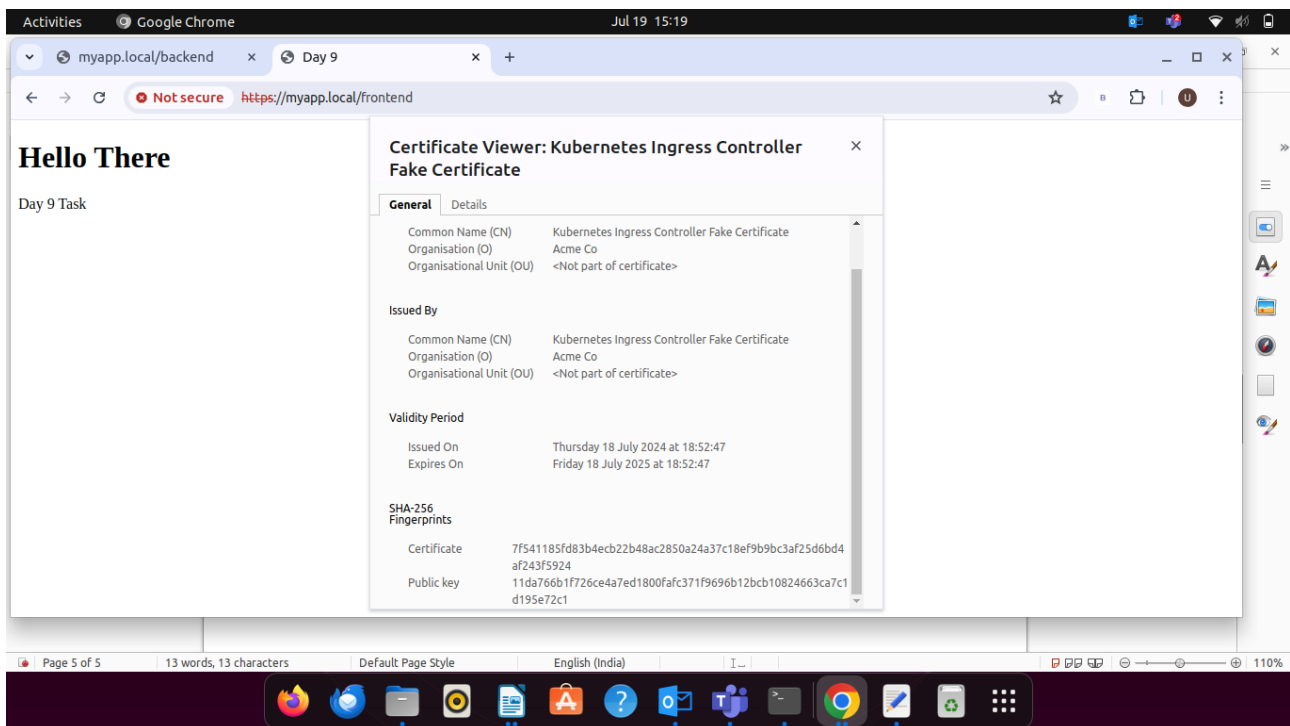 Activities Google Chrome Jul 19 15:19 2
myapp.local/backend × Day 9 × +
Not secure https://myapp.local/frontend B U
Hello There
Day 9 Task
Certificate Viewer: Kubernetes Ingress Controller
Fake Certificate
General Details
Common Name (CN) Kubernetes Ingress Controller Fake Certificate
Organisation (O) Acme Co
Organisational Unit (OU) <Not part of certificate>
Issued By
Common Name (CN) Kubernetes Ingress Controller Fake Certificate
Organisation (O) Acme Co
Organisational Unit (OU) <Not part of certificate>
Validity Period
Issued On Thursday 18 July 2024 at 18:52:47
Expires On Friday 18 July 2025 at 18:52:47
SHA-256
Fingerprints
Certificate 7f541185fd83b4ecb22b48ac2850a24a37c18ef9b9bc3af25d6bd4
af243f5924
Public key 11da766b1f726ce4a7ed1800fafc371f9696b12bcb10824663ca7c1
d195e72c1
Page 5 of 5 13 words, 13 characters Default Page Style English (India) 110%